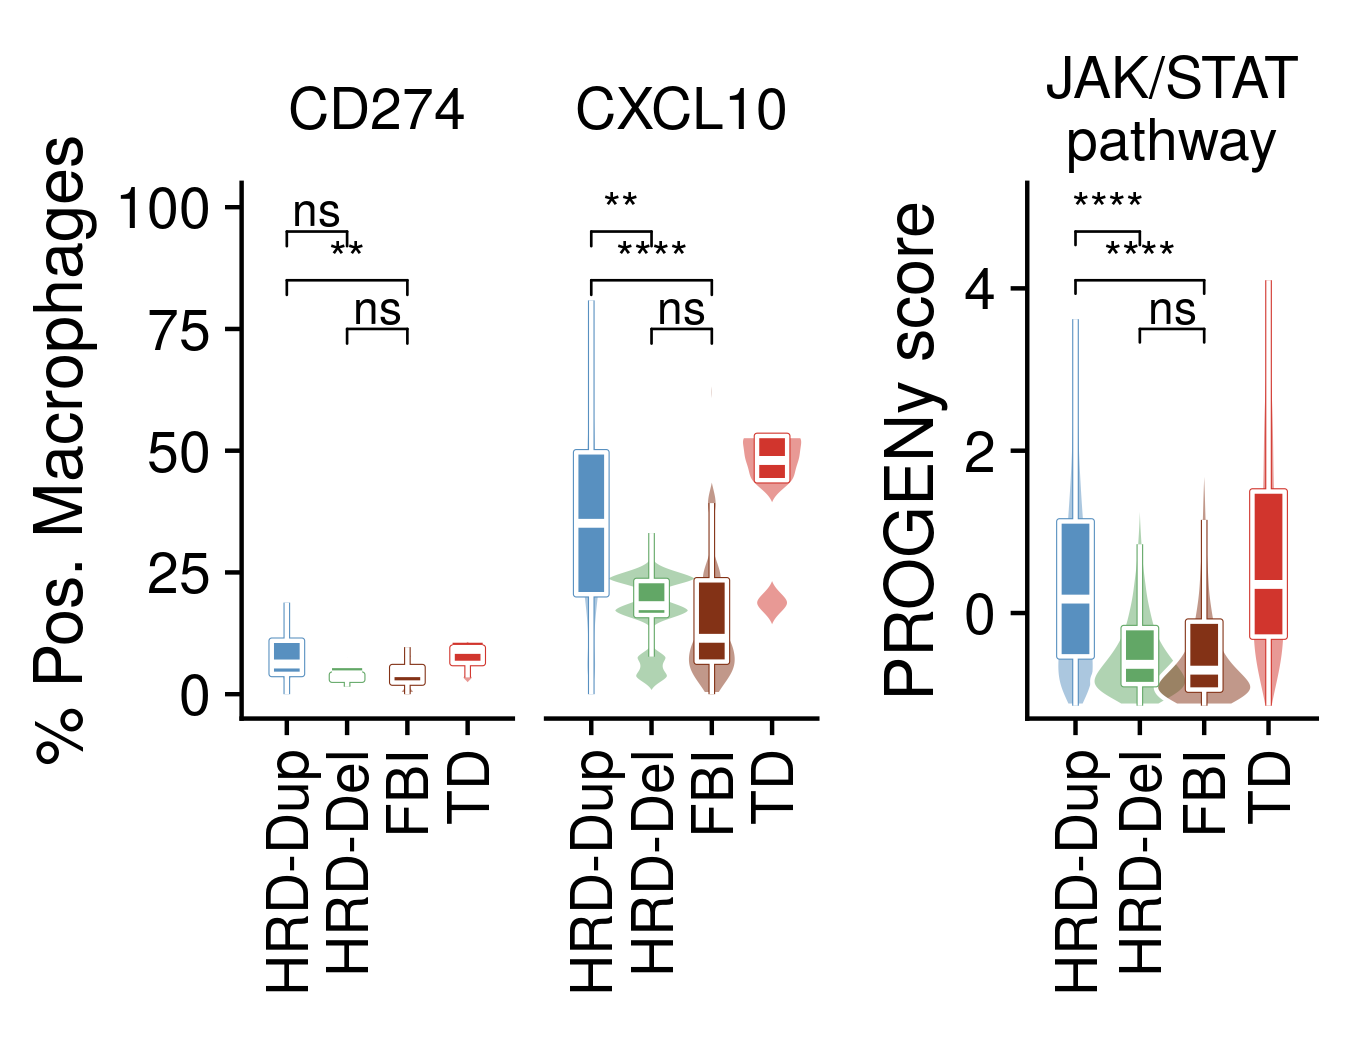 CD274
CXCL10
JAK/STAT
pathway
% Pos. Macrophages
100
75
50
25
0
ns
**
ns
**
****
ns
PROGENy score
4
2
0
****
****
ns
HRD-Dup
HRD-Del
FBI
TD
HRD-Dup
HRD-Del
FBI
TD
HRD-Dup
HRD-Del
FBI
TD